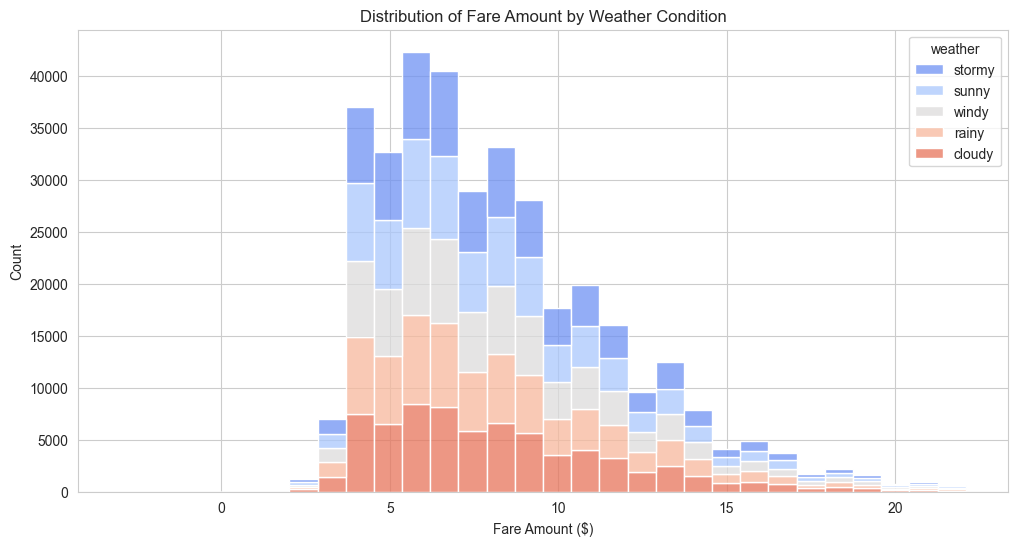 Distribution of Fare Amount by Weather Condition
weather
stormy
sunny
windy
rainy
cloudy
Count
40000
35000
30000
25000
20000
15000
10000
5000
0
0 5 10 15 20
Fare Amount ($)